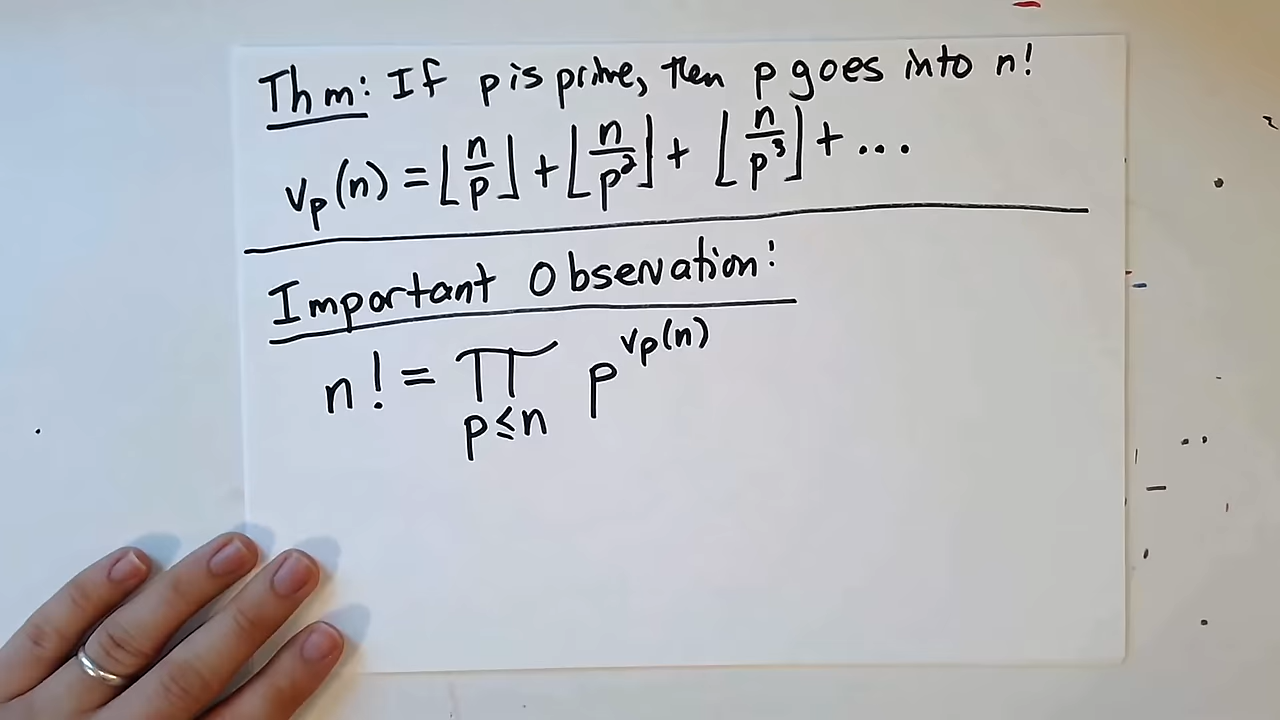 Thm: If p is prime, then p goes into n!
v_p(n) = ⌊n/p⌋ + ⌊n/p²⌋ + ⌊n/p³⌋ + ...
Important Observation:
n! = ∏_{p≤n} p^{v_p(n)}